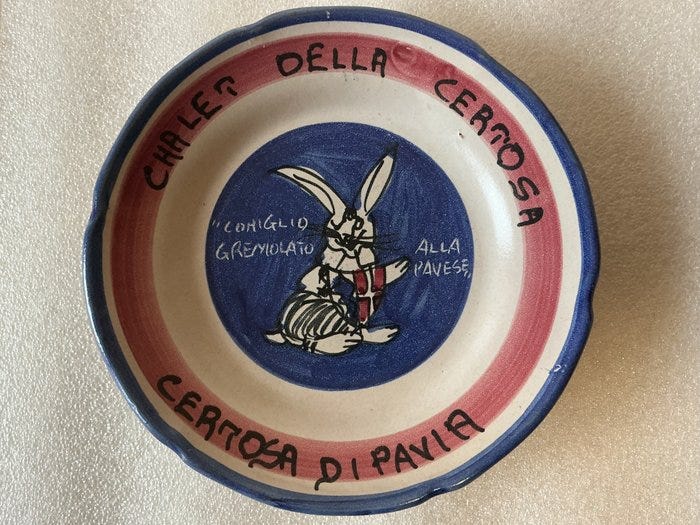 CHALET DELLA CERTOSA
"CONIGLIO
GREMOLATO
ALLA
PAVESE"
CERTOSA DI PAVIA